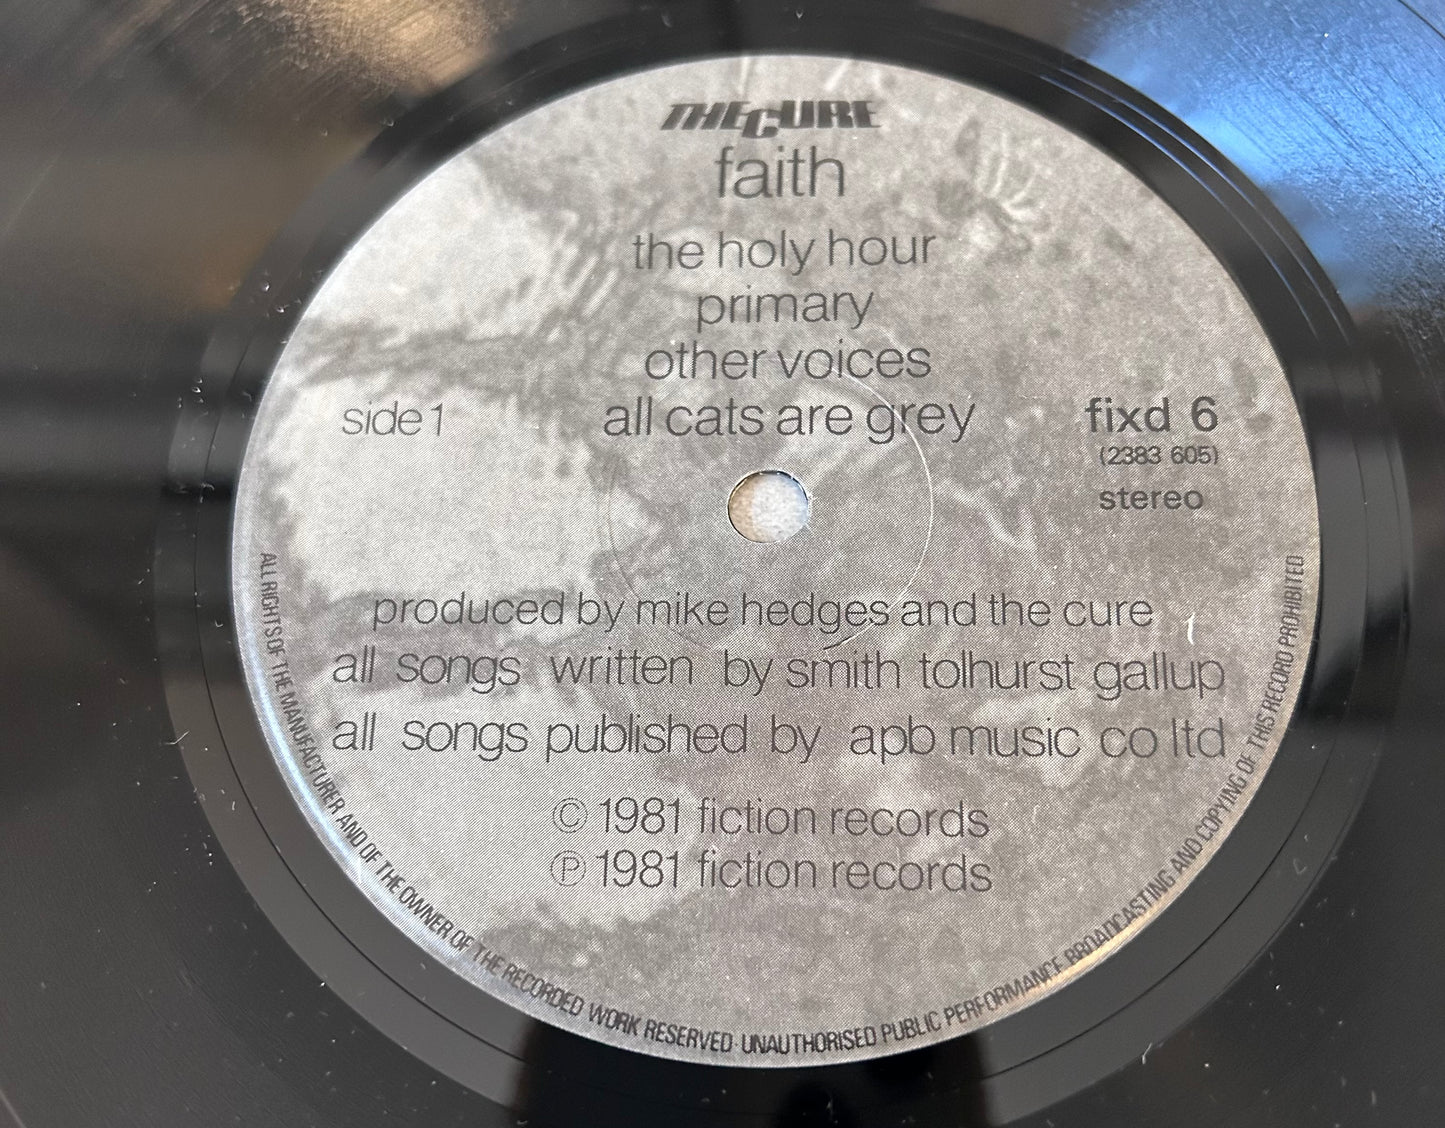 THE CURE
faith
the holy hour
primary
other voices
side 1
all cats are grey
fixd 6
(2383 605)
stereo
produced by mike hedges and the cure
all songs written by smith tolhurst gallup
all songs published by apb music co ltd
© 1981 fiction records
℗ 1981 fiction records
ALL RIGHTS OF THE MANUFACTURER AND OF THE OWNER OF THE RECORDED WORK RESERVED · UNAUTHORISED PUBLIC PERFORMANCE BROADCASTING AND COPYING OF THIS RECORD PROHIBITED